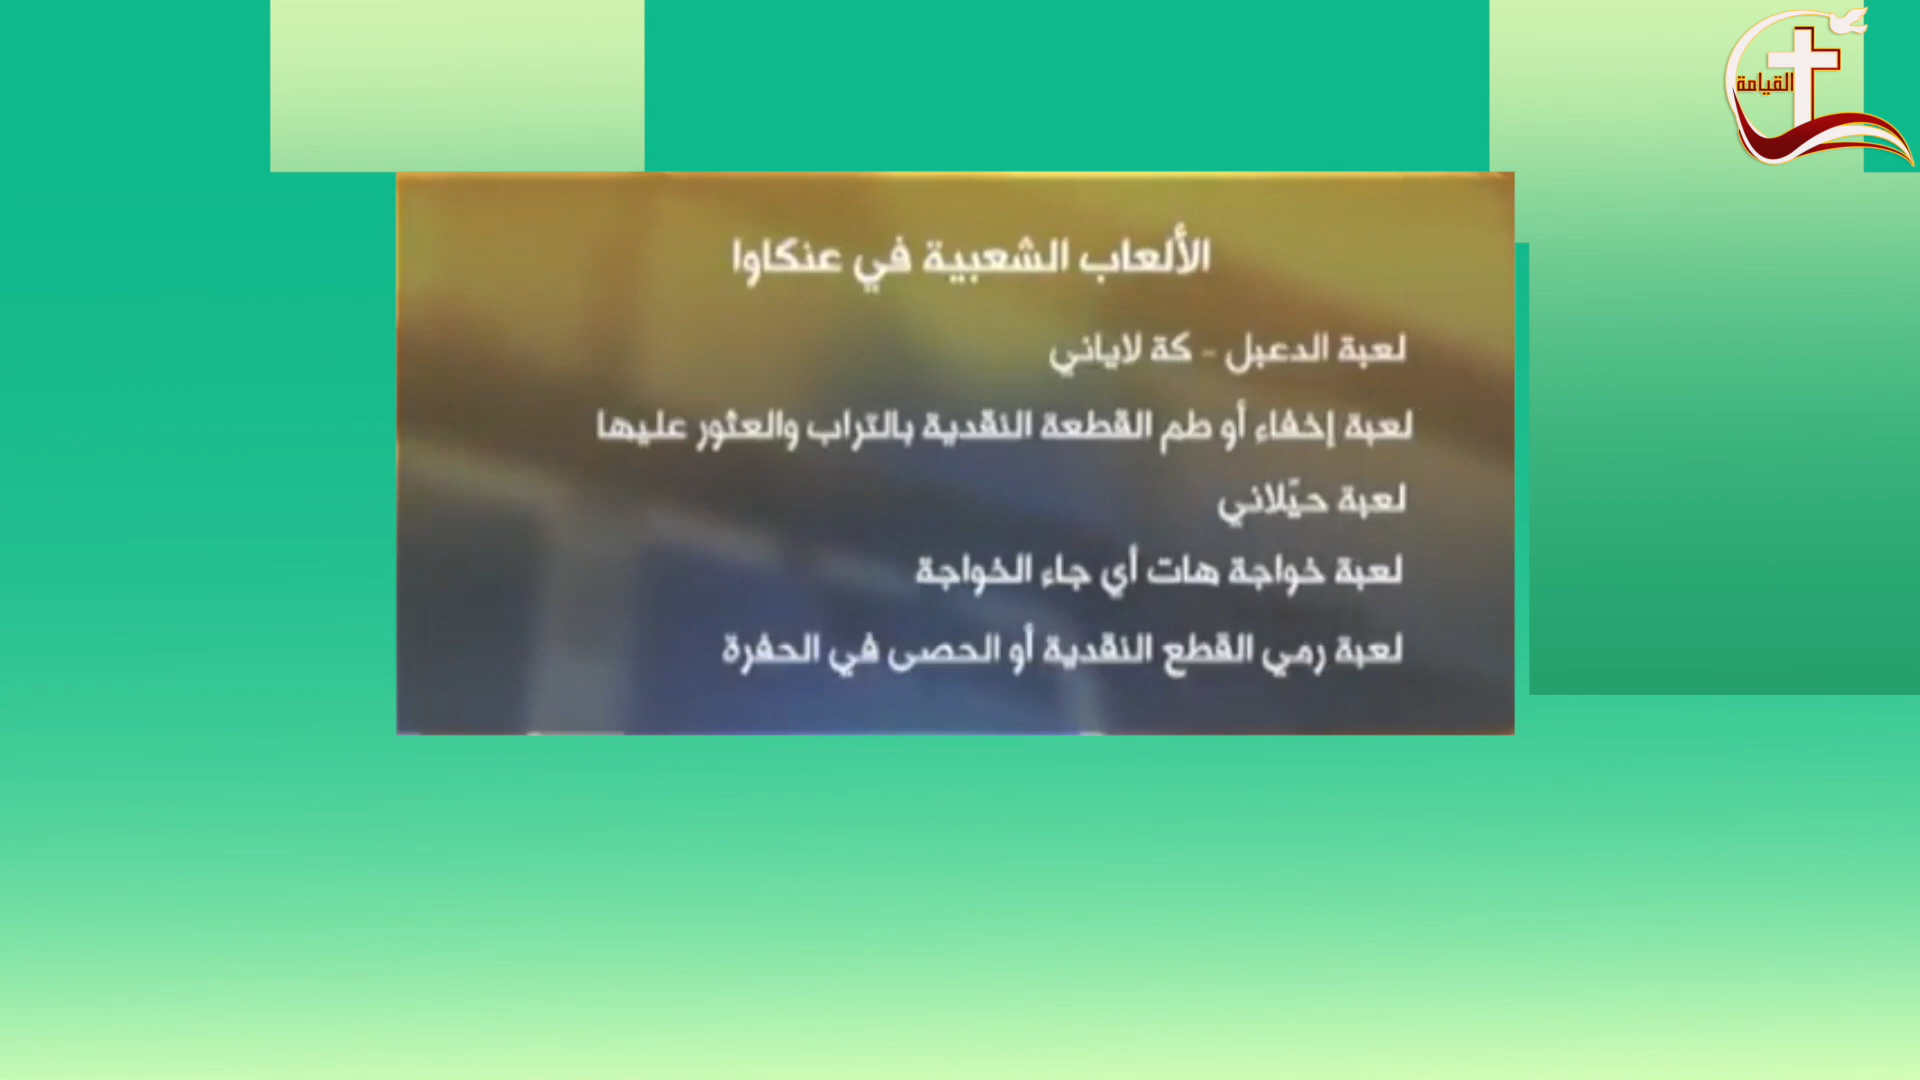 القيامة
الألعاب الشعبية في عنكاوا
لعبة الدعبل - كة لاياني
لعبة إخفاء أو طم القطعة النقدية بالتراب والعثور عليها
لعبة حيّلاني
لعبة خواجة هات أي جاء الخواجة
لعبة رمي القطع النقدية أو الحصى في الحفرة